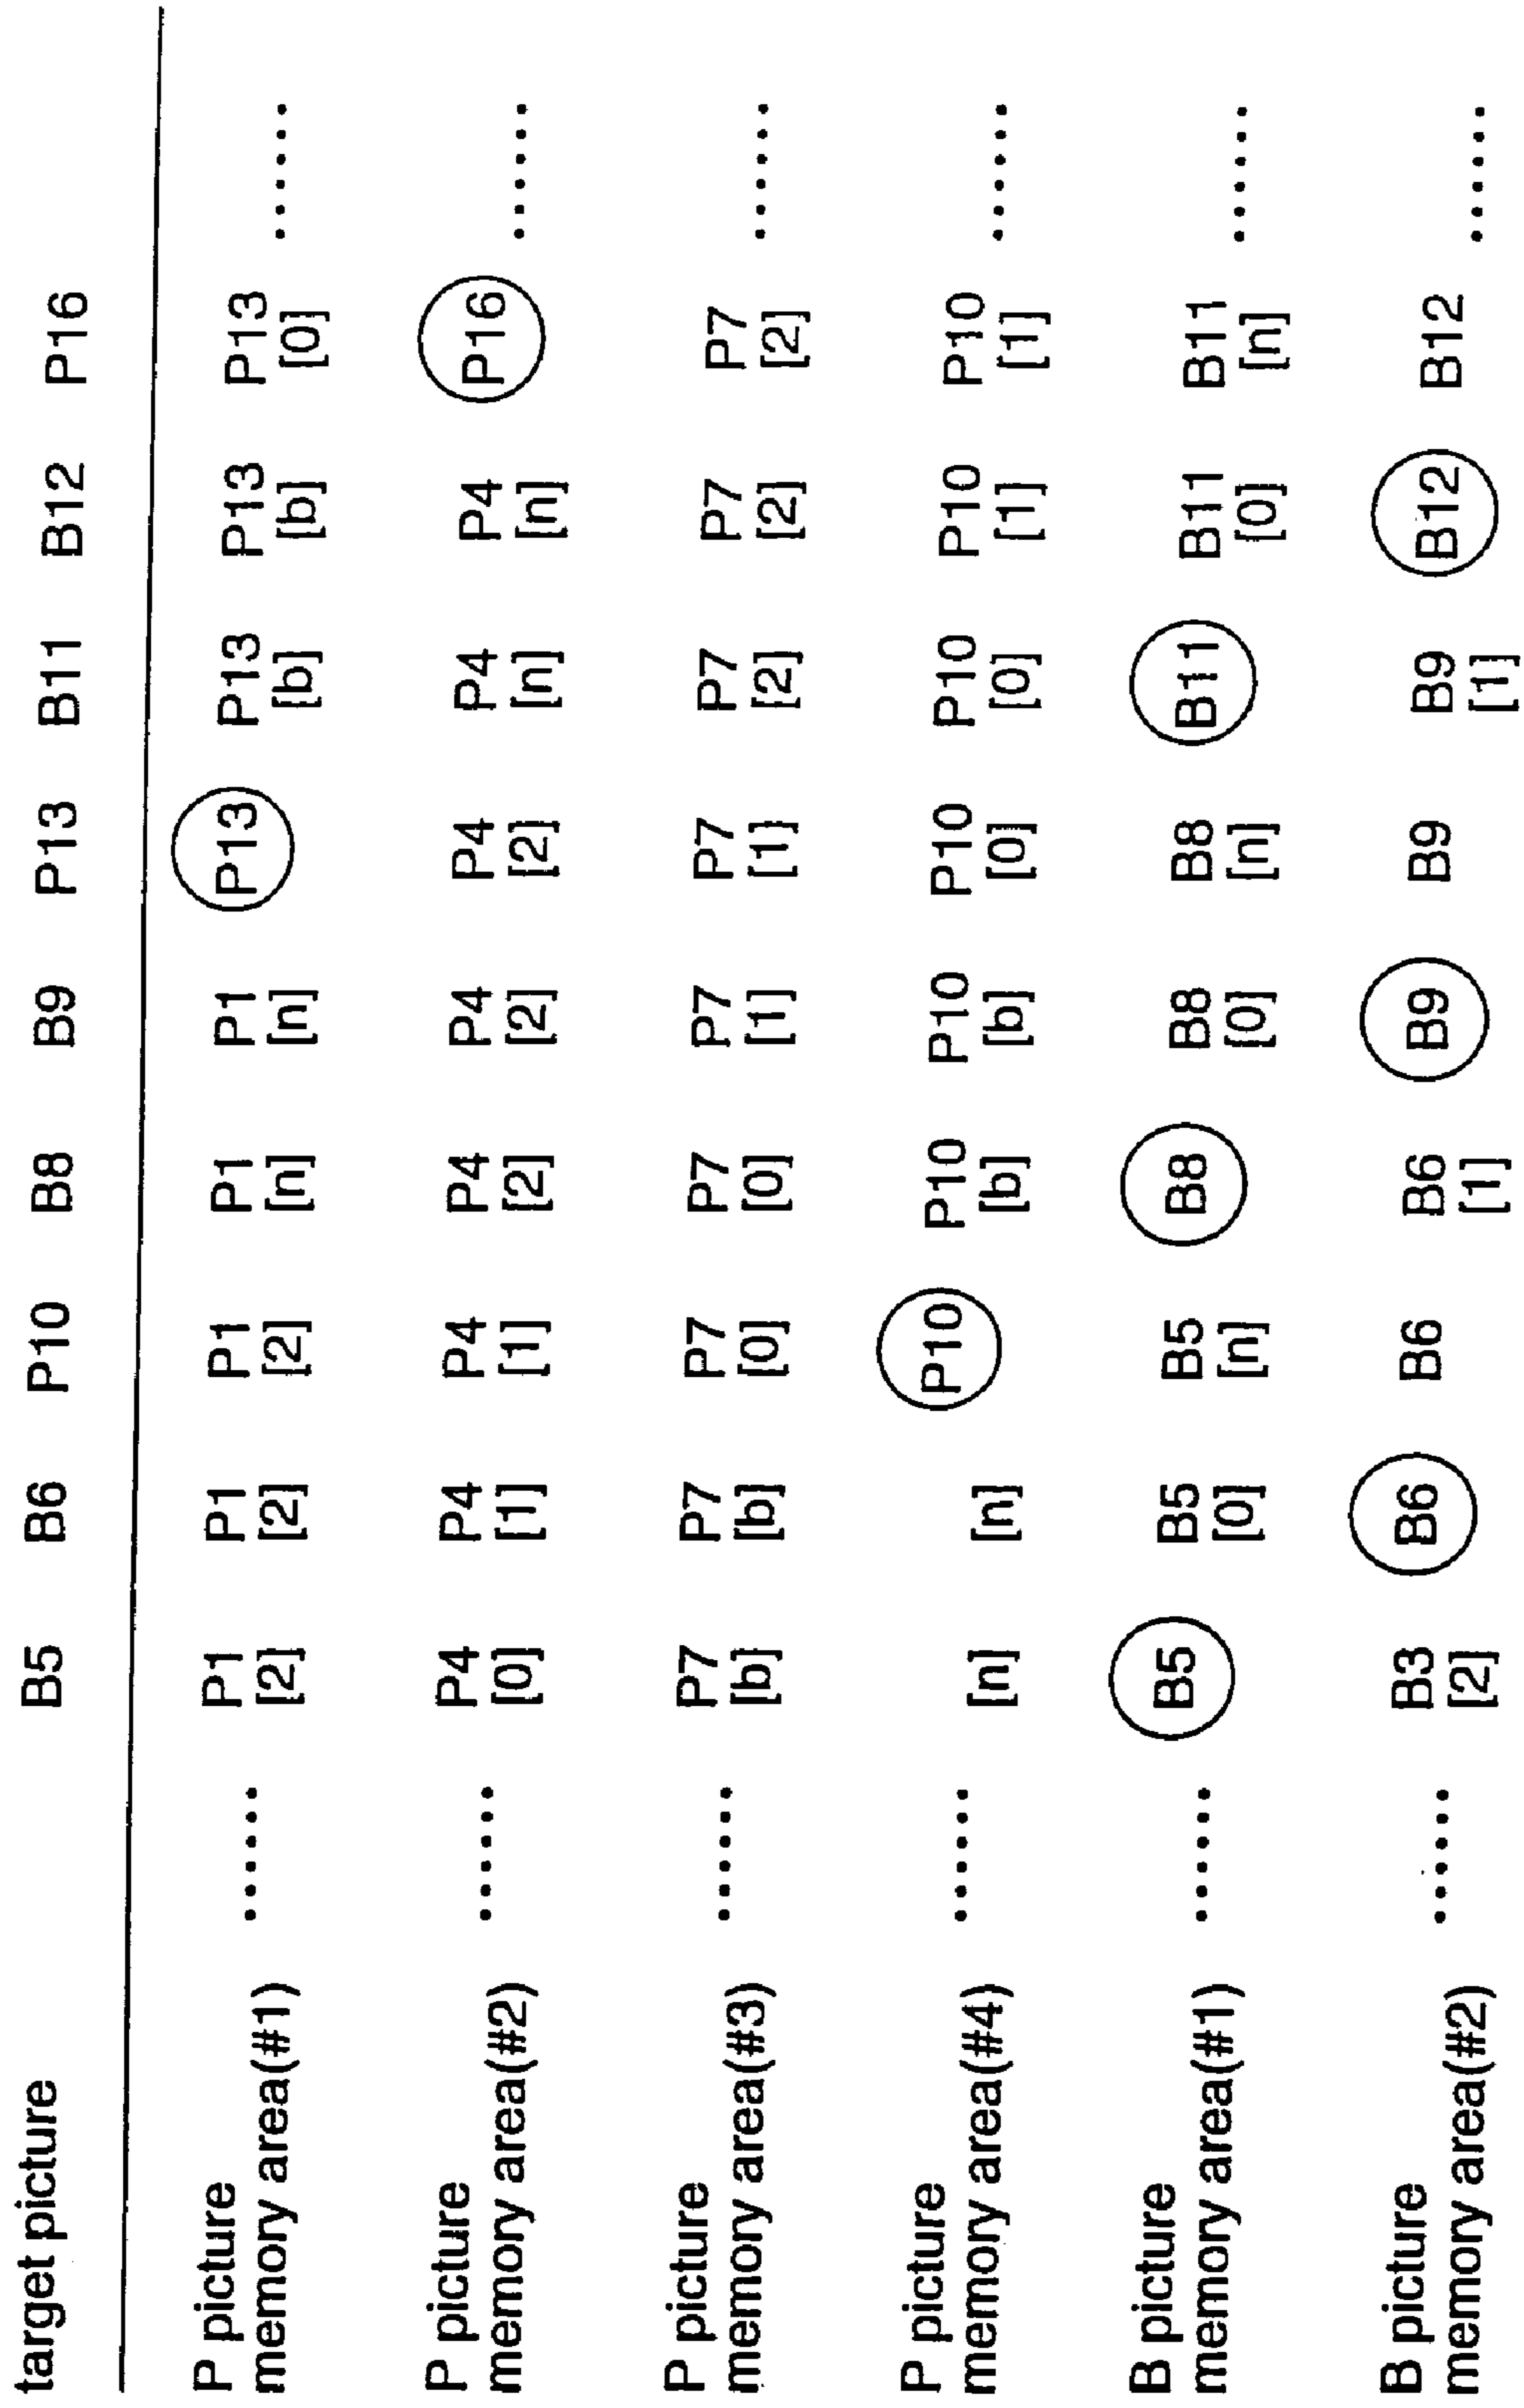 target picture B5 B6 P10 B8 B9 P13 B11 B12 P16
P picture ...... P1 P1 P1 P1 P1 P13 P13 P13 P13 ......
memory area(#1) [2] [2] [2] [n] [n] [b] [b] [0]
P picture ...... P4 P4 P4 P4 P4 P4 P4 P4 P16 ......
memory area(#2) [0] [1] [1] [2] [2] [2] [n] [n]
P picture ...... P7 P7 P7 P7 P7 P7 P7 P7 P7 ......
memory area(#3) [b] [b] [0] [0] [1] [1] [2] [2] [2]
P picture ...... P10 P10 P10 P10 P10 P10 P10 ......
memory area(#4) [n] [n] [b] [b] [0] [0] [1] [1]
B picture ...... B5 B5 B5 B8 B8 B8 B11 B11 B11 ......
memory area(#1) [0] [n] [0] [n] [0] [n]
B picture ...... B3 B6 B6 B6 B9 B9 B9 B12 B12 ......
memory area(#2) [2] [1] [1]